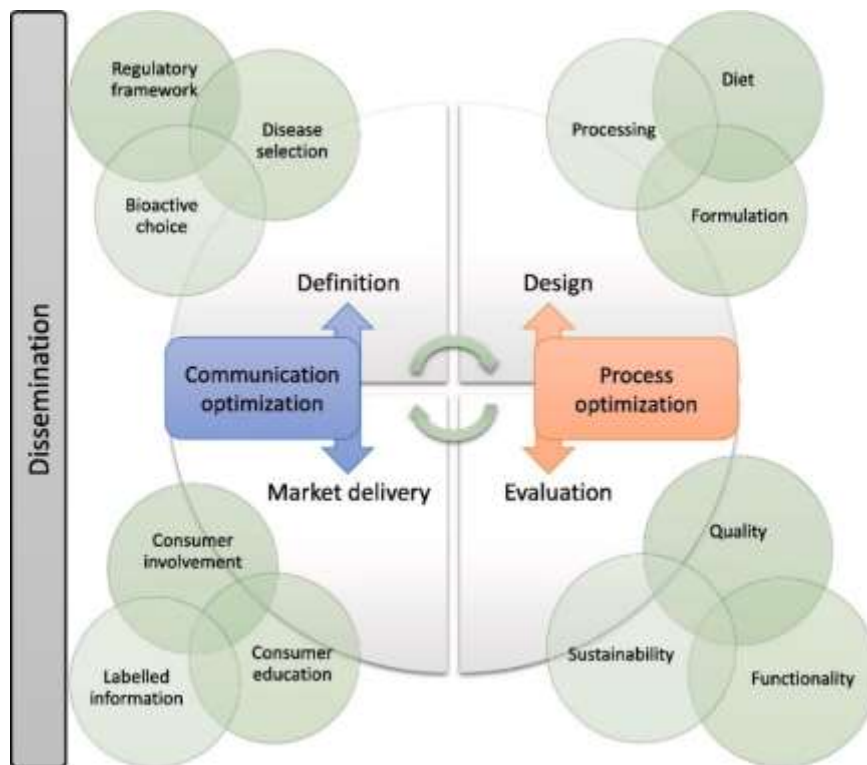 Dissemination
Regulatory
framework
Disease
selection
Bioactive
choice
Diet
Processing
Formulation
Definition
Design
Communication
optimization
Process
optimization
Market delivery
Evaluation
Consumer
involvement
Consumer
education
Labelled
information
Quality
Sustainability
Functionality